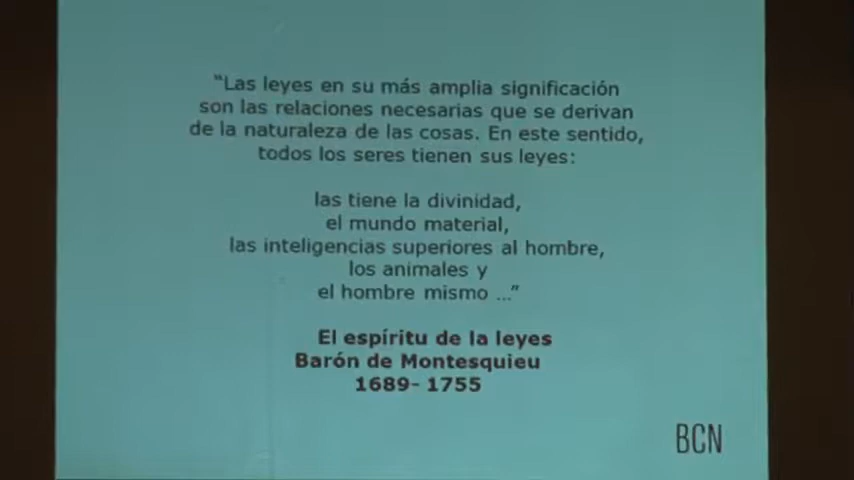 “Las leyes en su más amplia significación
son las relaciones necesarias que se derivan
de la naturaleza de las cosas. En este sentido,
todos los seres tienen sus leyes:
las tiene la divinidad,
el mundo material,
las inteligencias superiores al hombre,
los animales y
el hombre mismo ...”
El espíritu de la leyes
Barón de Montesquieu
1689- 1755
BCN